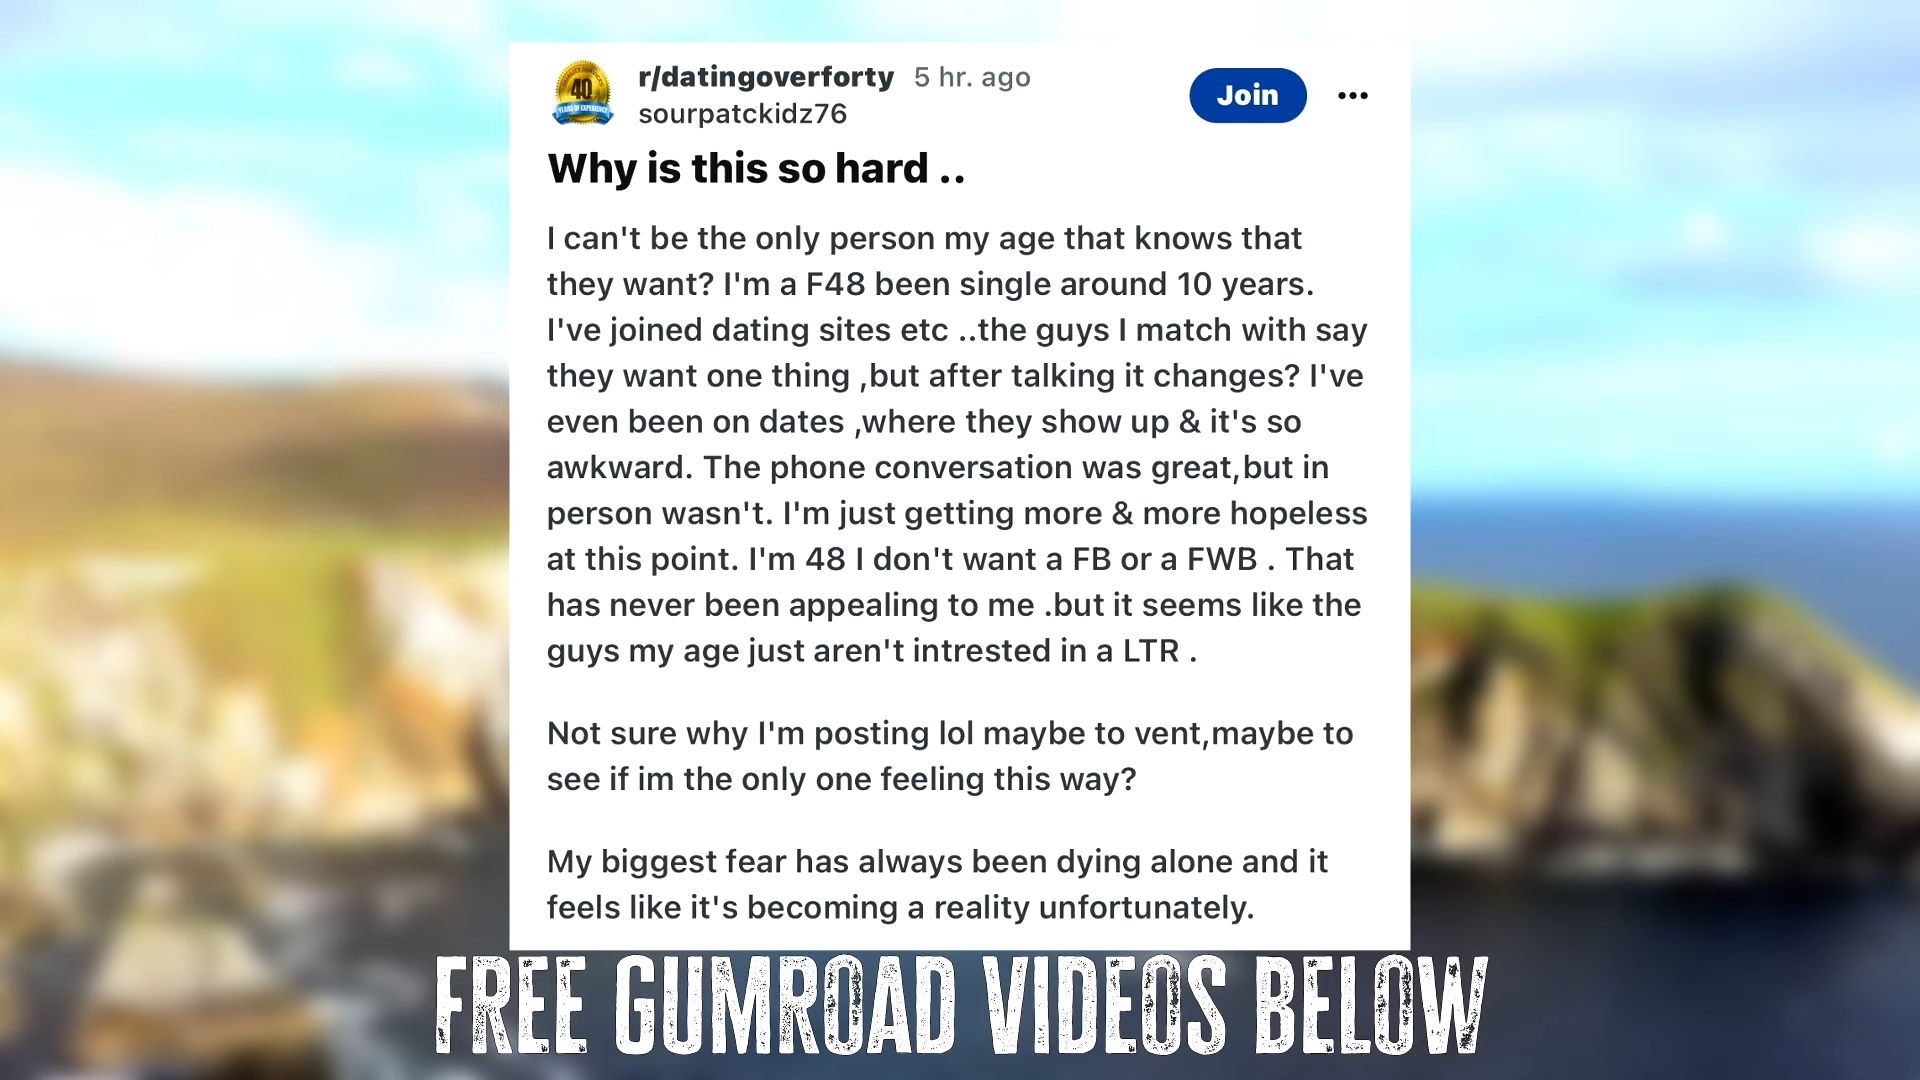 r/datingoverforty 5 hr. ago
sourpatckidz76
Join
40
YEARS OF EXPERIENCE
Why is this so hard ..
I can't be the only person my age that knows that
they want? I'm a F48 been single around 10 years.
I've joined dating sites etc ..the guys I match with say
they want one thing ,but after talking it changes? I've
even been on dates ,where they show up & it's so
awkward. The phone conversation was great,but in
person wasn't. I'm just getting more & more hopeless
at this point. I'm 48 I don't want a FB or a FWB . That
has never been appealing to me .but it seems like the
guys my age just aren't intrested in a LTR .
Not sure why I'm posting lol maybe to vent,maybe to
see if im the only one feeling this way?
My biggest fear has always been dying alone and it
feels like it's becoming a reality unfortunately.
FREE GUMROAD VIDEOS BELOW